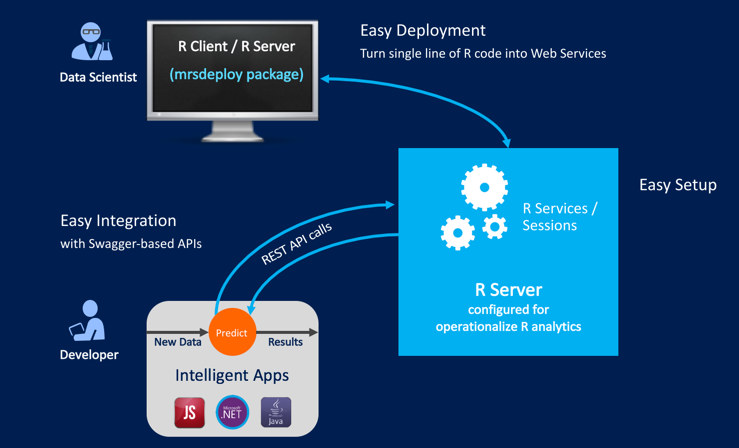 Easy Deployment
Turn single line of R code into Web Services
R Client / R Server
(mrsdeploy package)
Data Scientist
Easy Setup
R Services /
Sessions
R Server
configured for
operationalize R analytics
Easy Integration
with Swagger-based APIs
REST API calls
Developer
New Data
Predict
Results
Intelligent Apps
JS
Microsoft
.NET
Java